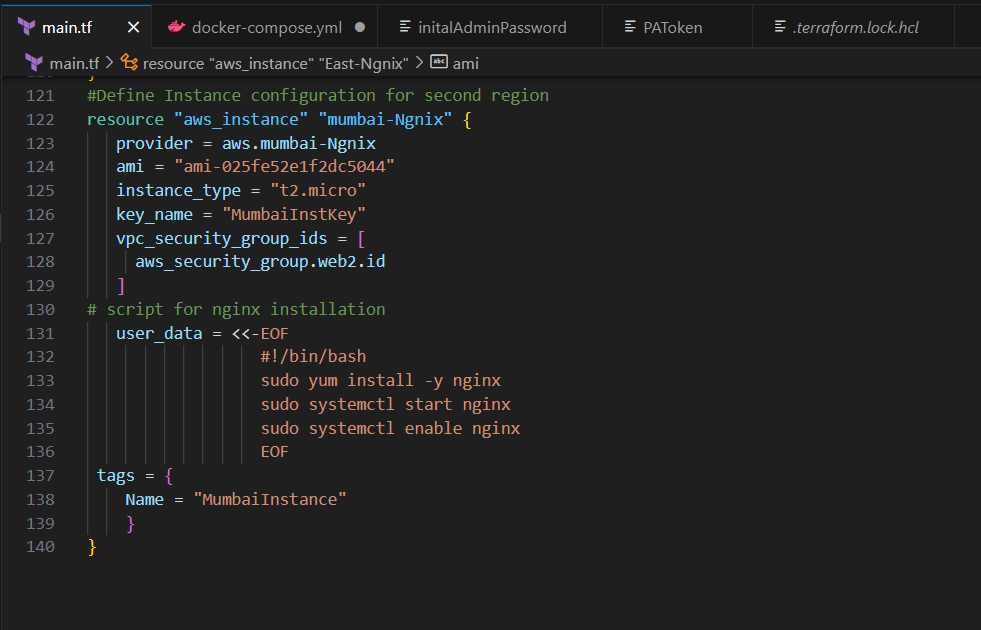 main.tf docker-compose.yml initalAdminPassword PAToken .terraform.lock.hcl
main.tf > resource "aws_instance" "East-Ngnix" > abc ami
121 #Define Instance configuration for second region
122 resource "aws_instance" "mumbai-Ngnix" {
123 provider = aws.mumbai-Ngnix
124 ami = "ami-025fe52e1f2dc5044"
125 instance_type = "t2.micro"
126 key_name = "MumbaiInstKey"
127 vpc_security_group_ids = [
128 aws_security_group.web2.id
129 ]
130 # script for nginx installation
131 user_data = <<-EOF
132 #!/bin/bash
133 sudo yum install -y nginx
134 sudo systemctl start nginx
135 sudo systemctl enable nginx
136 EOF
137 tags = {
138 Name = "MumbaiInstance"
139 }
140 }